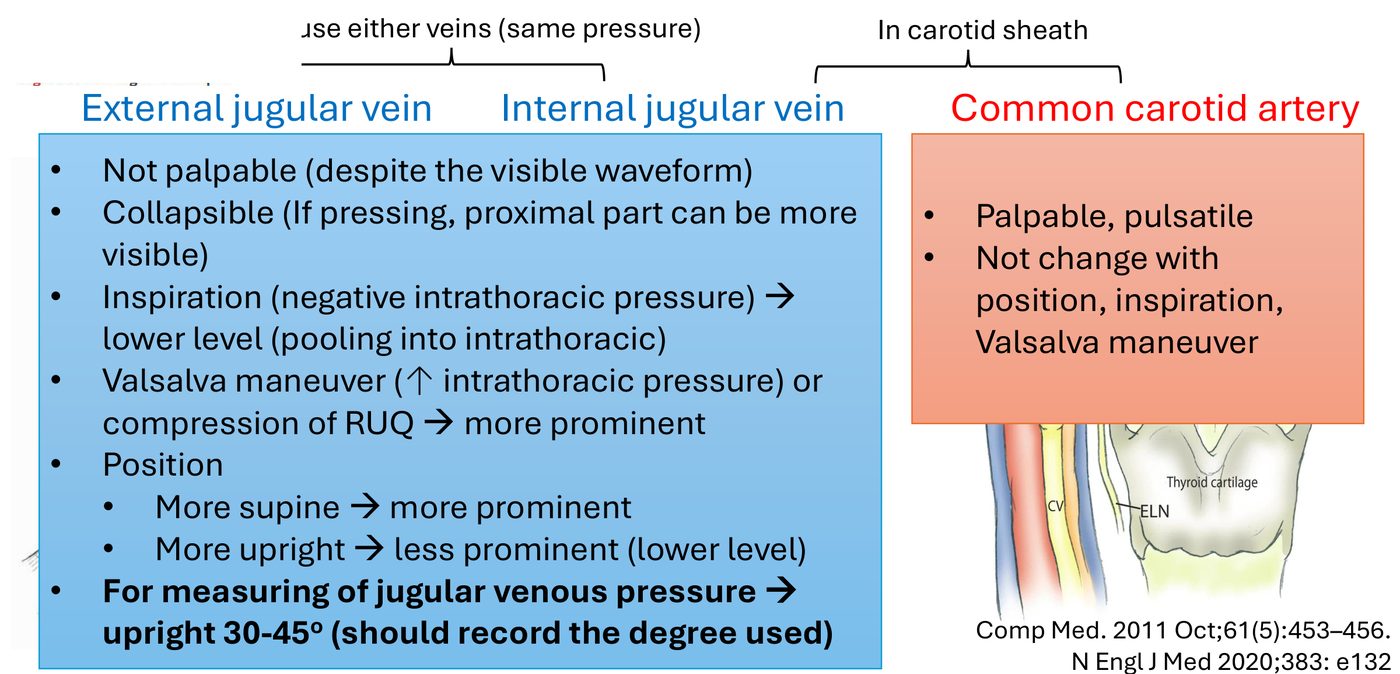 use either veins (same pressure)
In carotid sheath
External jugular vein
Internal jugular vein
Common carotid artery
• Not palpable (despite the visible waveform)
• Collapsible (If pressing, proximal part can be more
visible)
• Inspiration (negative intrathoracic pressure) →
lower level (pooling into intrathoracic)
• Valsalva maneuver (↑ intrathoracic pressure) or
compression of RUQ → more prominent
• Position
• More supine → more prominent
• More upright → less prominent (lower level)
• For measuring of jugular venous pressure →
upright 30-45º (should record the degree used)
• Palpable, pulsatile
• Not change with
position, inspiration,
Valsalva maneuver
Thyroid cartilage
CV
ELN
Comp Med. 2011 Oct;61(5):453–456.
N Engl J Med 2020;383: e132